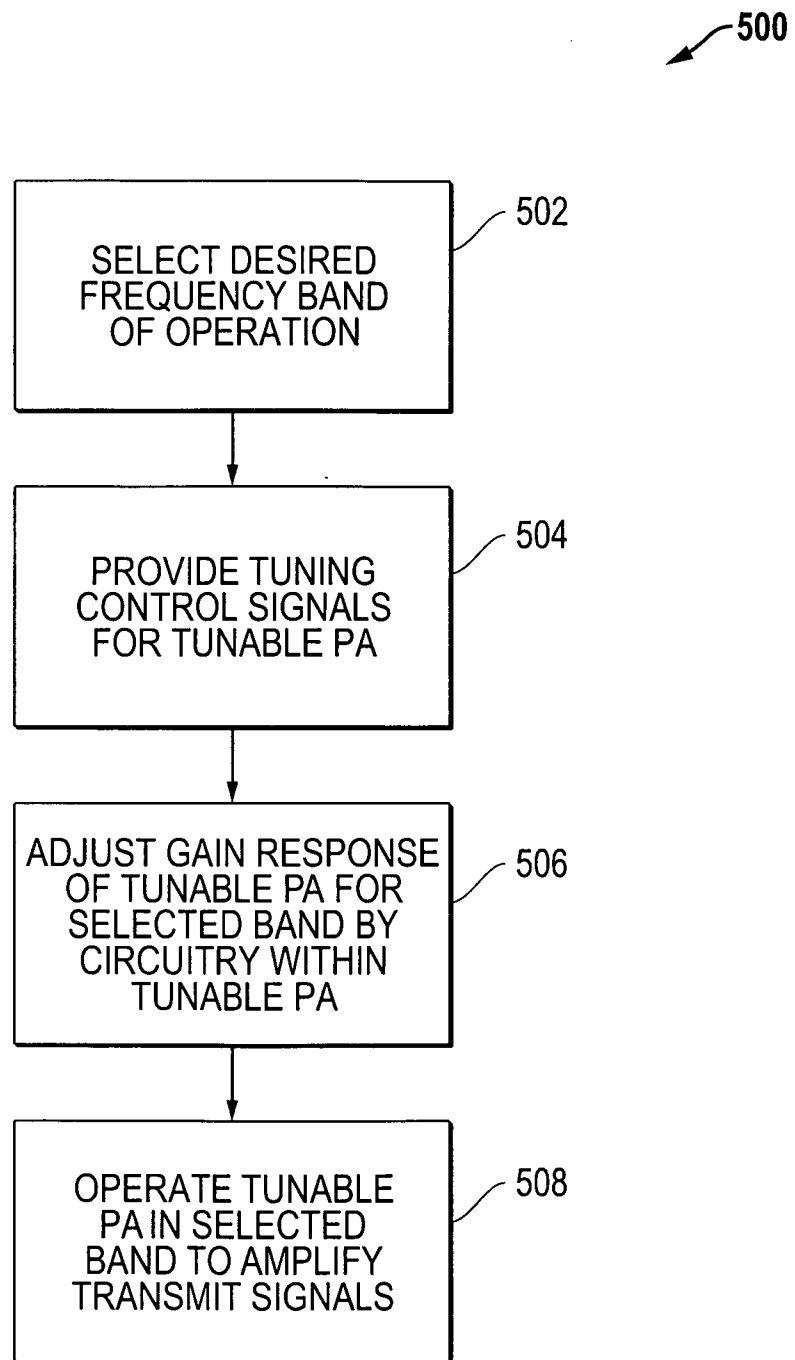 500
502
SELECT DESIRED
FREQUENCY BAND
OF OPERATION
504
PROVIDE TUNING
CONTROL SIGNALS
FOR TUNABLE PA
506
ADJUST GAIN RESPONSE
OF TUNABLE PA FOR
SELECTED BAND BY
CIRCUITRY WITHIN
TUNABLE PA
508
OPERATE TUNABLE
PA IN SELECTED
BAND TO AMPLIFY
TRANSMIT SIGNALS